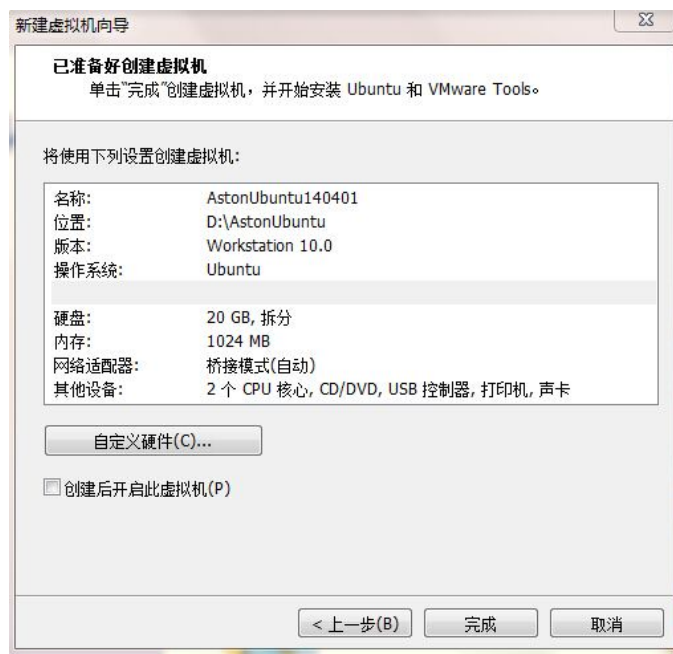 新建虚拟机向导
已准备好创建虚拟机
单击"完成"创建虚拟机，并开始安装 Ubuntu 和 VMware Tools。
将使用下列设置创建虚拟机:
名称: AstonUbuntu140401
位置: D:\AstonUbuntu
版本: Workstation 10.0
操作系统: Ubuntu
硬盘: 20 GB, 拆分
内存: 1024 MB
网络适配器: 桥接模式(自动)
其他设备: 2 个 CPU 核心, CD/DVD, USB 控制器, 打印机, 声卡
自定义硬件(C)...
创建后开启此虚拟机(P)
< 上一步(B) 完成 取消